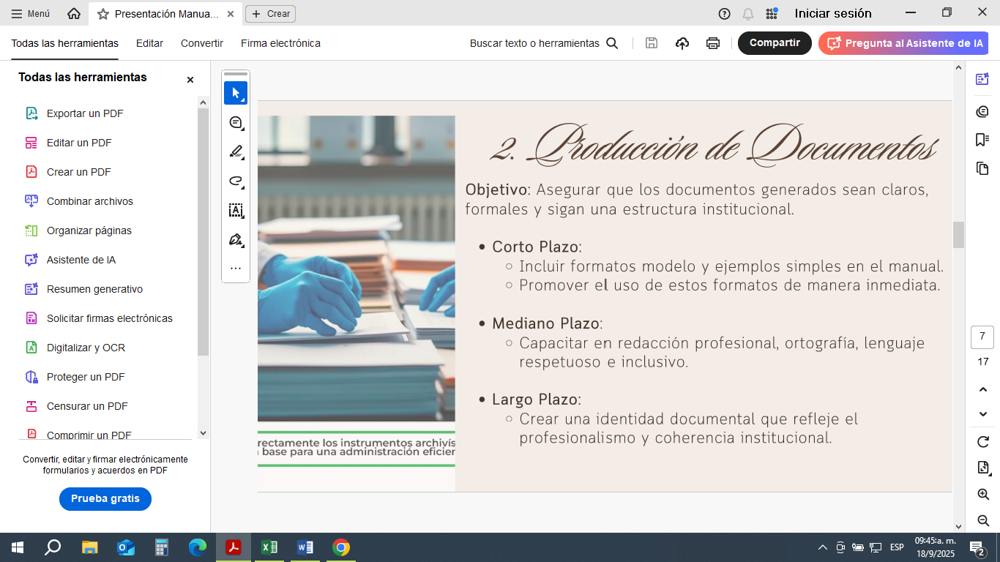 Menú
Presentación Manua...
Crear
Iniciar sesión
Todas las herramientas
Editar
Convertir
Firma electrónica
Buscar texto o herramientas
Compartir
Pregunta al Asistente de IA
Todas las herramientas
Exportar un PDF
Editar un PDF
Crear un PDF
Combinar archivos
Organizar páginas
Asistente de IA
Resumen generativo
Solicitar firmas electrónicas
Digitalizar y OCR
Proteger un PDF
Censurar un PDF
Comprimir un PDF
Convertir, editar y firmar electrónicamente
formularios y acuerdos en PDF
Prueba gratis
2. Producción de Documentos
Objetivo: Asegurar que los documentos generados sean claros,
formales y sigan una estructura institucional.
Corto Plazo:
Incluir formatos modelo y ejemplos simples en el manual.
Promover el uso de estos formatos de manera inmediata.
Mediano Plazo:
Capacitar en redacción profesional, ortografía, lenguaje
respetuoso e inclusivo.
Largo Plazo:
Crear una identidad documental que refleje el
profesionalismo y coherencia institucional.
rectamente los instrumentos archivís
base para una administración eficien
7
17
ESP
09:45:a. m.
18/9/2025
2